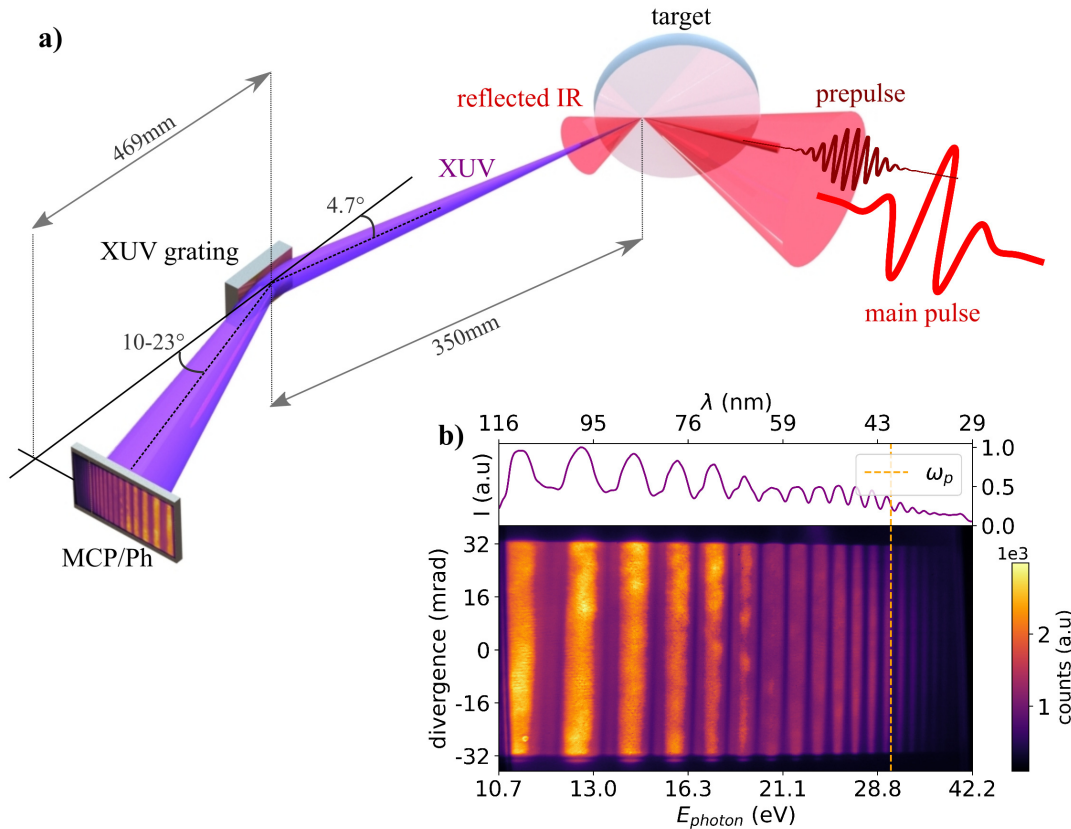 a)
target
reflected IR
prepulse
469mm
XUV
4.7°
XUV grating
main pulse
10-23°
350mm
MCP/Ph
b)
λ (nm)
116 95 76 59 43 29
I (a.u)
1.0
0.5
0.0
ω_p
divergence (mrad)
32
16
0
-16
-32
1e3
2
1
counts (a.u)
10.7 13.0 16.3 21.1 28.8 42.2
E_photon (eV)